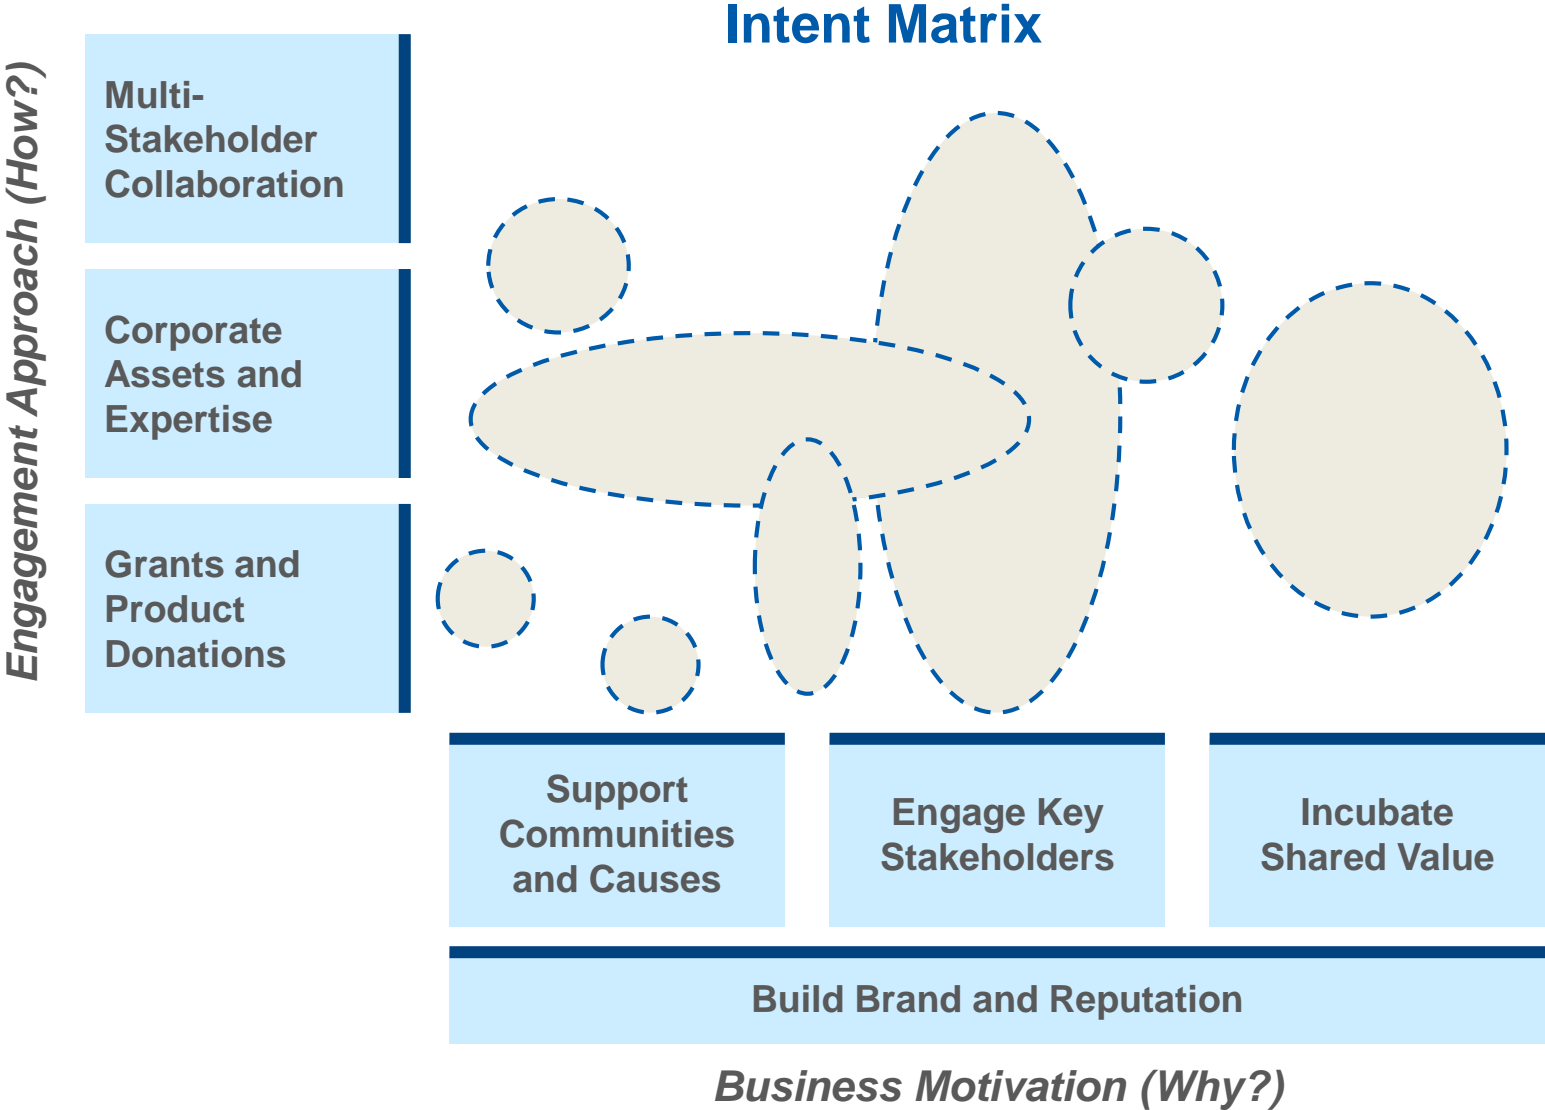 Intent Matrix
Engagement Approach (How?)
Multi-
Stakeholder
Collaboration
Corporate
Assets and
Expertise
Grants and
Product
Donations
Support
Communities
and Causes
Engage Key
Stakeholders
Incubate
Shared Value
Build Brand and Reputation
Business Motivation (Why?)